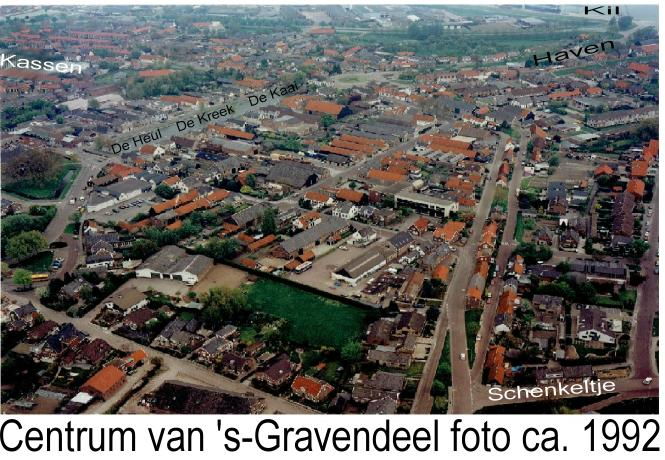 Kil
Haven
Kassen
De Heul De Kreek De Kaai
Schenkeltje
Centrum van 's-Gravendeel foto ca. 1992